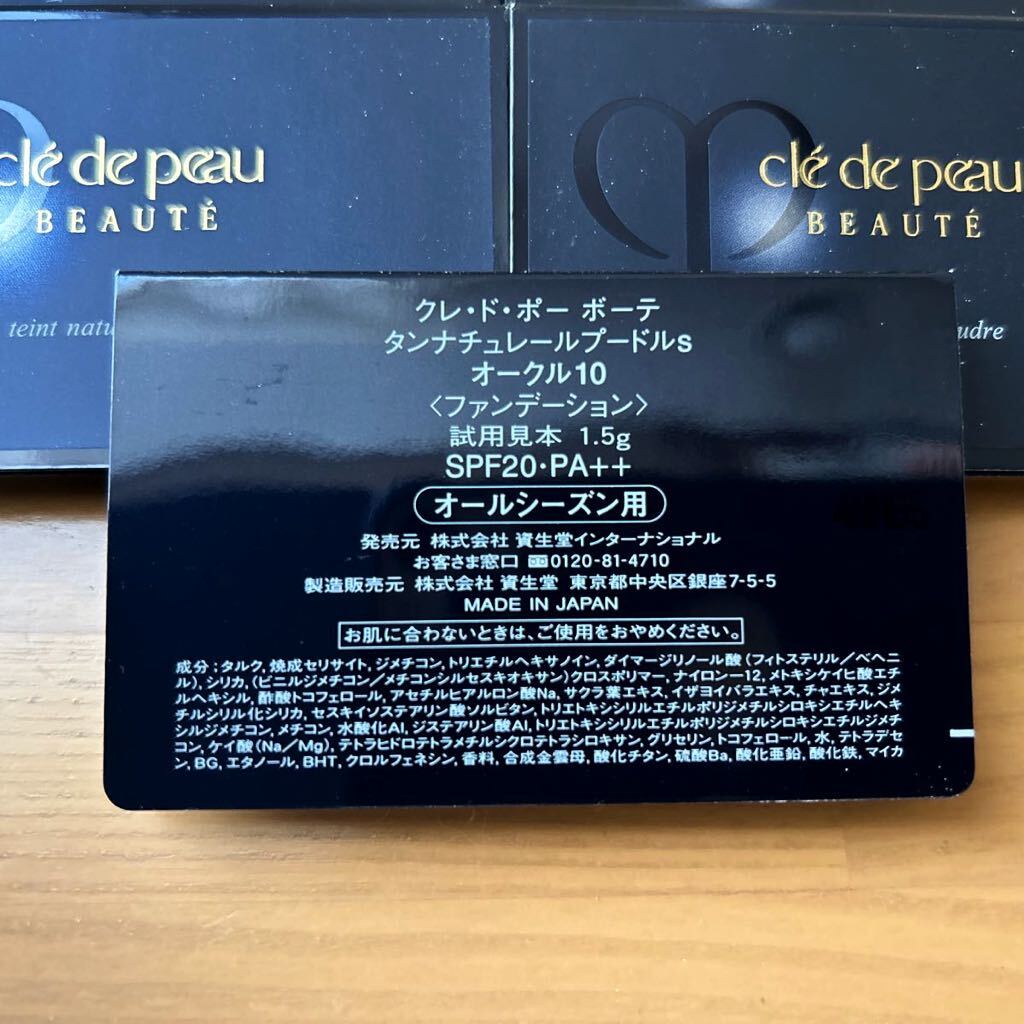 clé de peau
BEAUTÉ
teint natu
clé de peau
BEAUTÉ
udre
クレ・ド・ポー ボーテ
タンナチュレールプードルs
オークル10
〈ファンデーション〉
試用見本 1.5g
SPF20・PA++
オールシーズン用
発売元 株式会社 資生堂インターナショナル
お客さま窓口 0120-81-4710
製造販売元 株式会社 資生堂 東京都中央区銀座7-5-5
MADE IN JAPAN
お肌に合わないときは、ご使用をおやめください。
成分：タルク, 焼成セリサイト, ジメチコン, トリエチルヘキサノイン, ダイマージリノール酸（フィトステリル／ベヘニ
ル）, シリカ, （ビニルジメチコン／メチコンシルセスキオキサン）クロスポリマー, ナイロン－12, メトキシケイヒ酸エチ
ルヘキシル, 酢酸トコフェロール, アセチルヒアルロン酸Na, サクラ葉エキス, イザヨイバラエキス, チャエキス, ジメ
チルシリル化シリカ, セスキイソステアリン酸ソルビタン, トリエトキシシリルエチルポリジメチルシロキシエチルヘキ
シルジメチコン, メチコン, 水酸化Al, ジステアリン酸Al, トリエトキシシリルエチルポリジメチルシロキシエチルジメチ
コン, ケイ酸（Na／Mg）, テトラヒドロテトラメチルシクロテトラシロキサン, グリセリン, トコフェロール, 水, テトラデセ
ン, BG, エタノール, BHT, クロルフェネシン, 香料, 合成金雲母, 酸化チタン, 硫酸Ba, 酸化亜鉛, 酸化鉄, マイカ